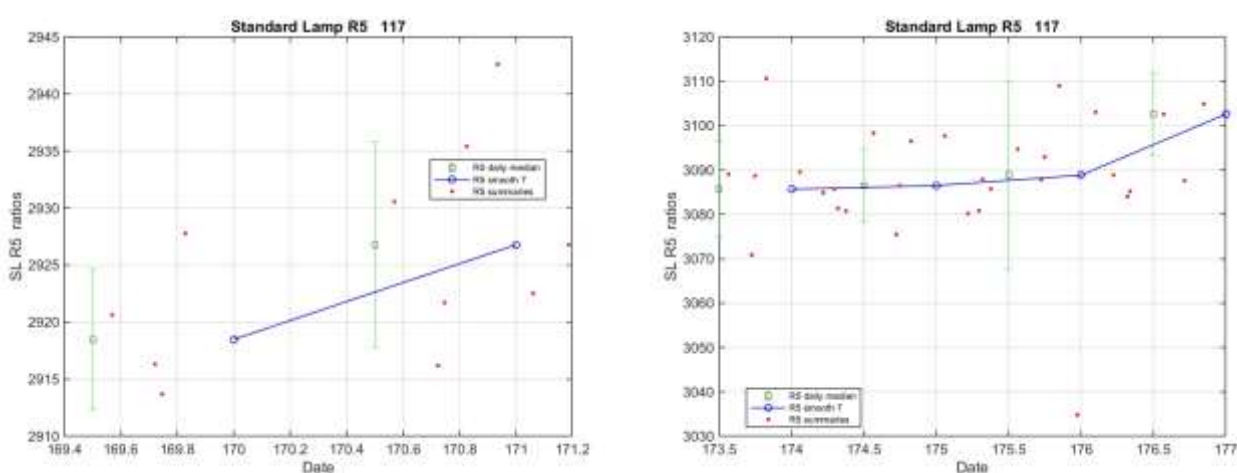 Standard Lamp R5 117
2945
2940
2935
2930
2925
2920
2915
2910
SL R5 ratios
R5 daily median
R5 smooth 7
R5 summaries
169.4 169.6 169.8 170 170.2 170.4 170.6 170.8 171 171.2
Date
Standard Lamp R5 117
3120
3110
3100
3090
3080
3070
3060
3050
3040
3030
SL R5 ratios
R5 daily median
R5 smooth 7
R5 summaries
173.5 174 174.5 175 175.5 176 176.5 177
Date